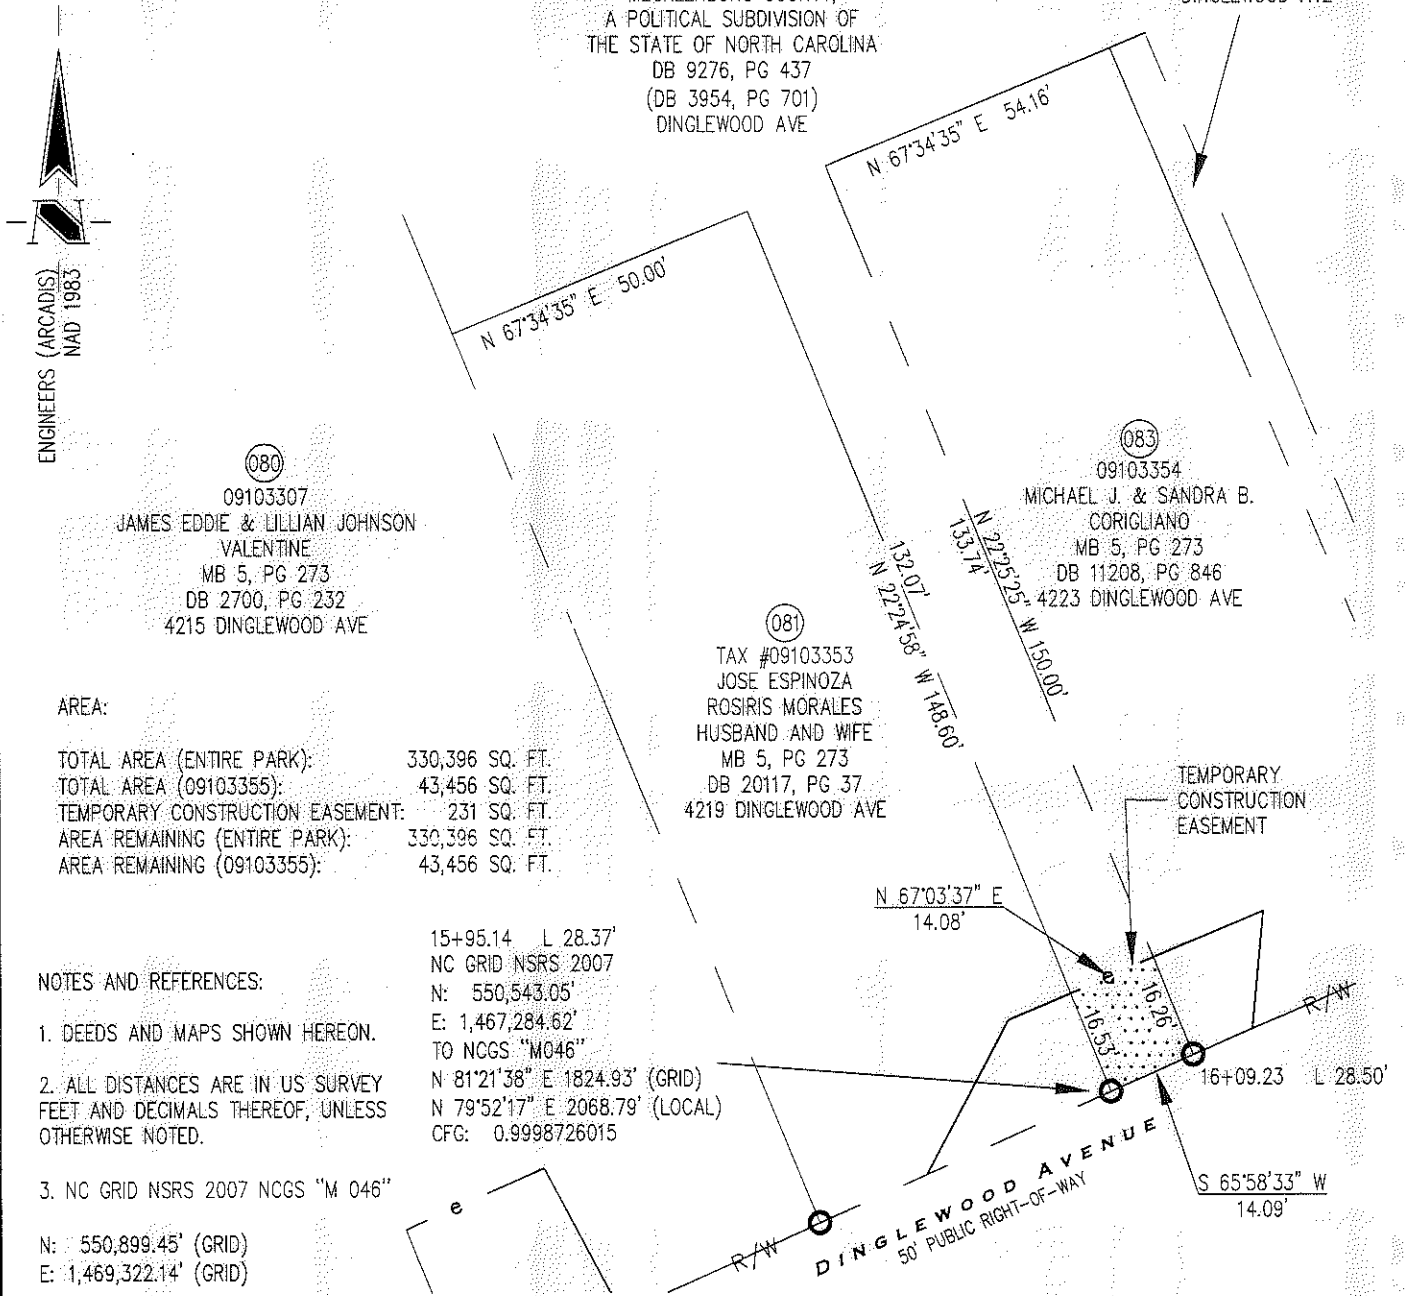 A POLITICAL SUBDIVISION OF
THE STATE OF NORTH CAROLINA
DB 9276, PG 437
(DB 3954, PG 701)
DINGLEWOOD AVE
N
ENGINEERS (ARCADIS)
NAD 1983
N 67°34'35" E 54.16'
N 67°34'35" E 50.00'
080
09103307
JAMES EDDIE & LILLIAN JOHNSON
VALENTINE
MB 5, PG 273
DB 2700, PG 232
4215 DINGLEWOOD AVE
083
09103354
MICHAEL J. & SANDRA B.
CORIGLIANO
MB 5, PG 273
DB 11208, PG 846
4223 DINGLEWOOD AVE
133.74'
N 22°25'25" W 150.00'
132.07'
N 22°24'58" W 148.60'
081
TAX #09103353
JOSE ESPINOZA
ROSIRIS MORALES
HUSBAND AND WIFE
MB 5, PG 273
DB 20117, PG 37
4219 DINGLEWOOD AVE
AREA:
TOTAL AREA (ENTIRE PARK): 330,396 SQ. FT.
TOTAL AREA (09103355): 43,456 SQ. FT.
TEMPORARY CONSTRUCTION EASEMENT: 231 SQ. FT.
AREA REMAINING (ENTIRE PARK): 330,396 SQ. FT.
AREA REMAINING (09103355): 43,456 SQ. FT.
TEMPORARY
CONSTRUCTION
EASEMENT
N 67°03'37" E
14.08'
e
16.53'
16.26'
R/W
16+09.23 L 28.50'
S 65°58'33" W
14.09'
15+95.14 L 28.37'
NC GRID NSRS 2007
N: 550,543.05'
E: 1,467,284.62'
TO NCGS "M046"
N 81°21'38" E 1824.93' (GRID)
N 79°52'17" E 2068.79' (LOCAL)
CFG: 0.9998726015
NOTES AND REFERENCES:
1. DEEDS AND MAPS SHOWN HEREON.
2. ALL DISTANCES ARE IN US SURVEY
FEET AND DECIMALS THEREOF, UNLESS
OTHERWISE NOTED.
3. NC GRID NSRS 2007 NCGS "M 046"
N: 550,899.45' (GRID)
E: 1,469,322.14' (GRID)
e
R/W
DINGLEWOOD AVENUE
50' PUBLIC RIGHT-OF-WAY